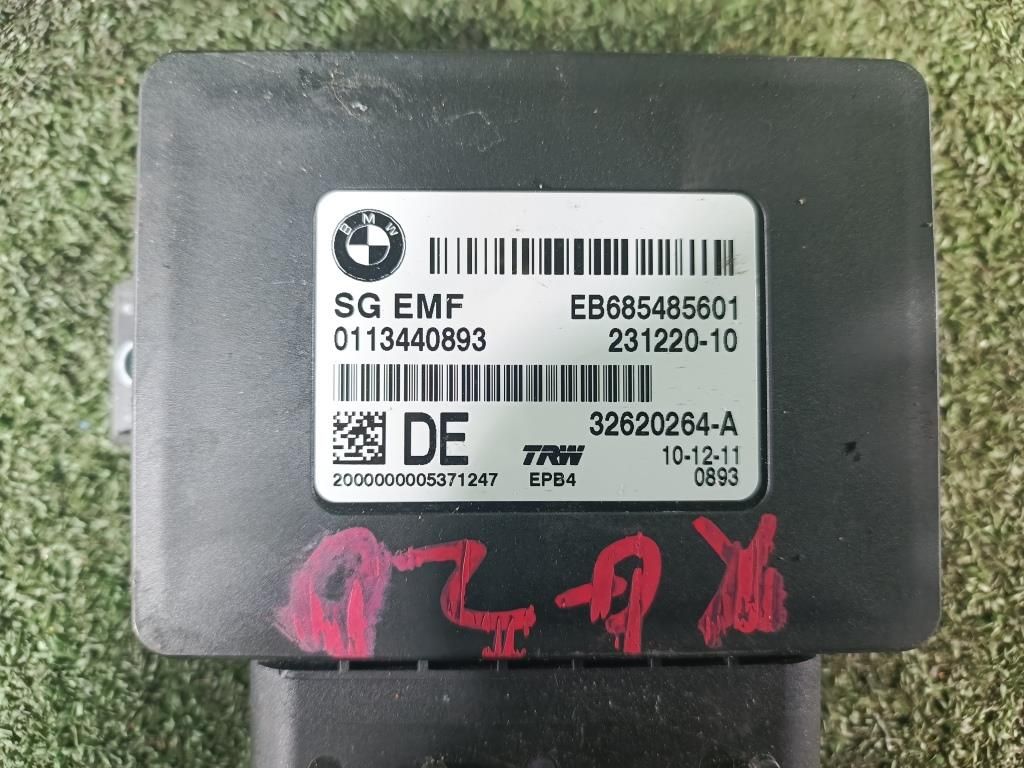 BMW
SG EMF EB685485601
0113440893 231220-10
DE 32620264-A
TRW 10-12-11
2000000005371247 EPB4 0893